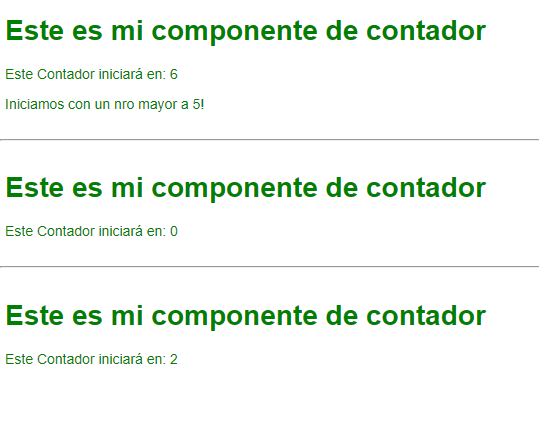 Este es mi componente de contador
Este Contador iniciará en: 6
Iniciamos con un nro mayor a 5!
Este es mi componente de contador
Este Contador iniciará en: 0
Este es mi componente de contador
Este Contador iniciará en: 2